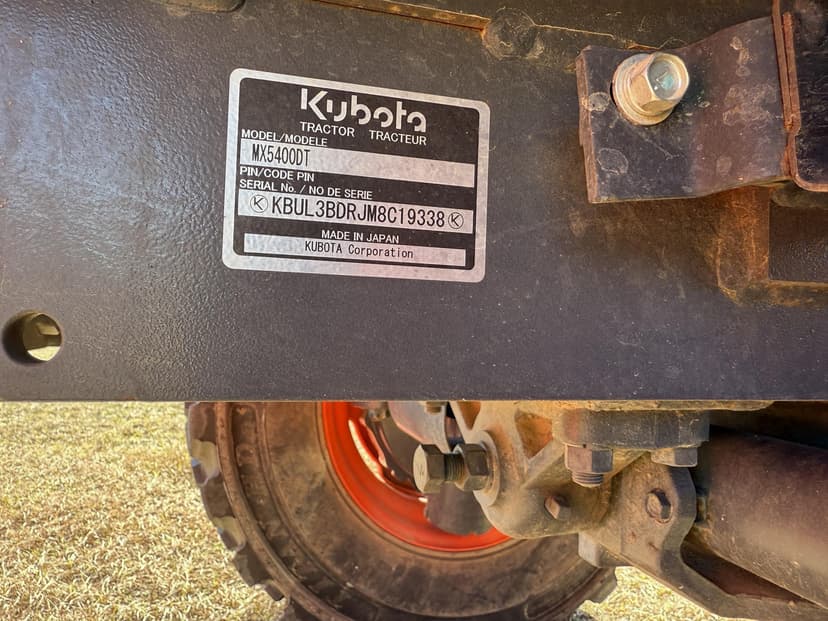 Kubota
TRACTOR TRACTEUR
MODEL/MODELE
MX5400DT
PIN/CODE PIN
SERIAL No. / NO DE SERIE
KBUL3BDRJM8C19338
MADE IN JAPAN
KUBOTA Corporation